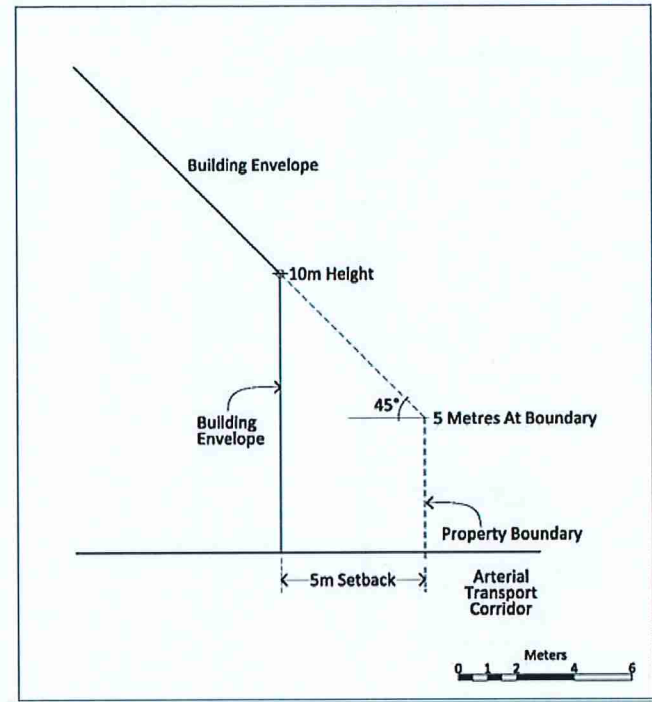 Building Envelope
10m Height
45°
5 Metres At Boundary
Building
Envelope
Property Boundary
5m Setback
Arterial
Transport
Corridor
Meters
0 1 2 4 6